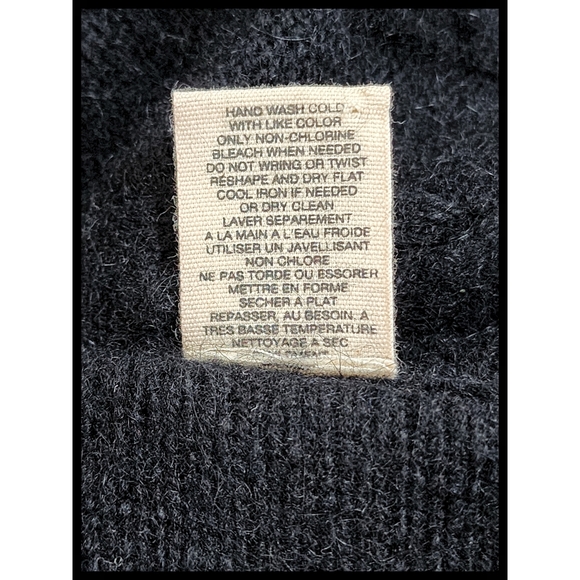 HAND WASH COLD
WITH LIKE COLOR
ONLY NON-CHLORINE
BLEACH WHEN NEEDED
DO NOT WRING OR TWIST
RESHAPE AND DRY FLAT
COOL IRON IF NEEDED
OR DRY CLEAN
LAVER SEPAREMENT
A LA MAIN A L'EAU FROIDE
UTILISER UN JAVELLISANT
NON CHLORE
NE PAS TORDE OU ESSORER
METTRE EN FORME
SECHER A PLAT
REPASSER, AU BESOIN, A
TRES BASSE TEMPERATURE
NETTOYAGE A SEC